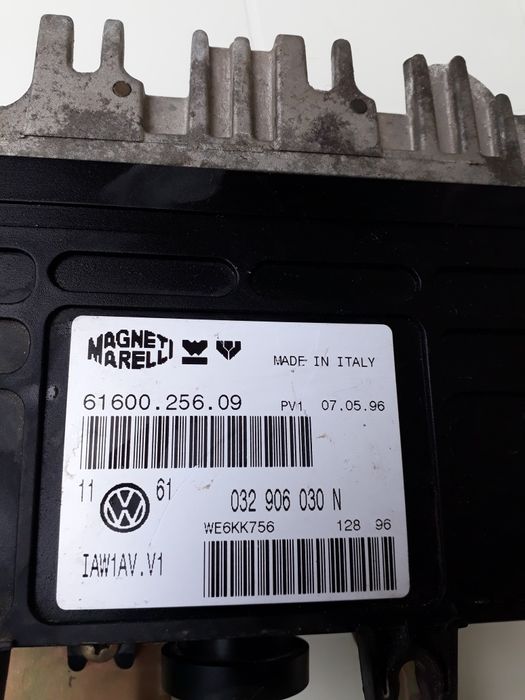 MAGNETI MARELLI
MADE IN ITALY
61600.256.09 PV1 07.05.96
11 61
032 906 030 N
WE6KK756 128 96
IAW1AV.V1